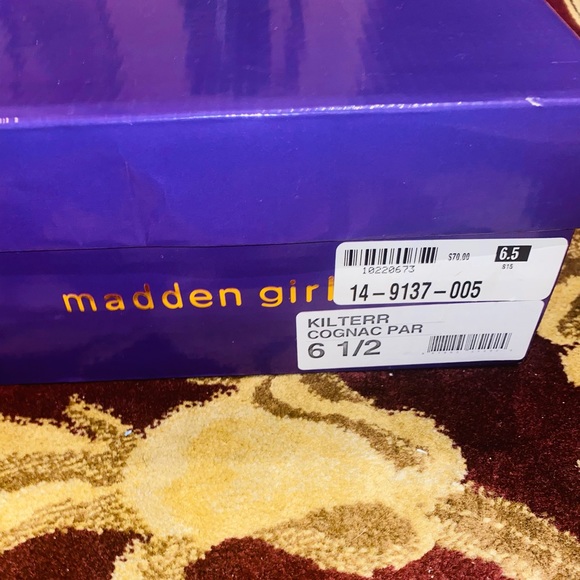 madden girl
10220673
$70.00
6.5
14-9137-005
KILTERR
COGNAC PAR
6 1/2